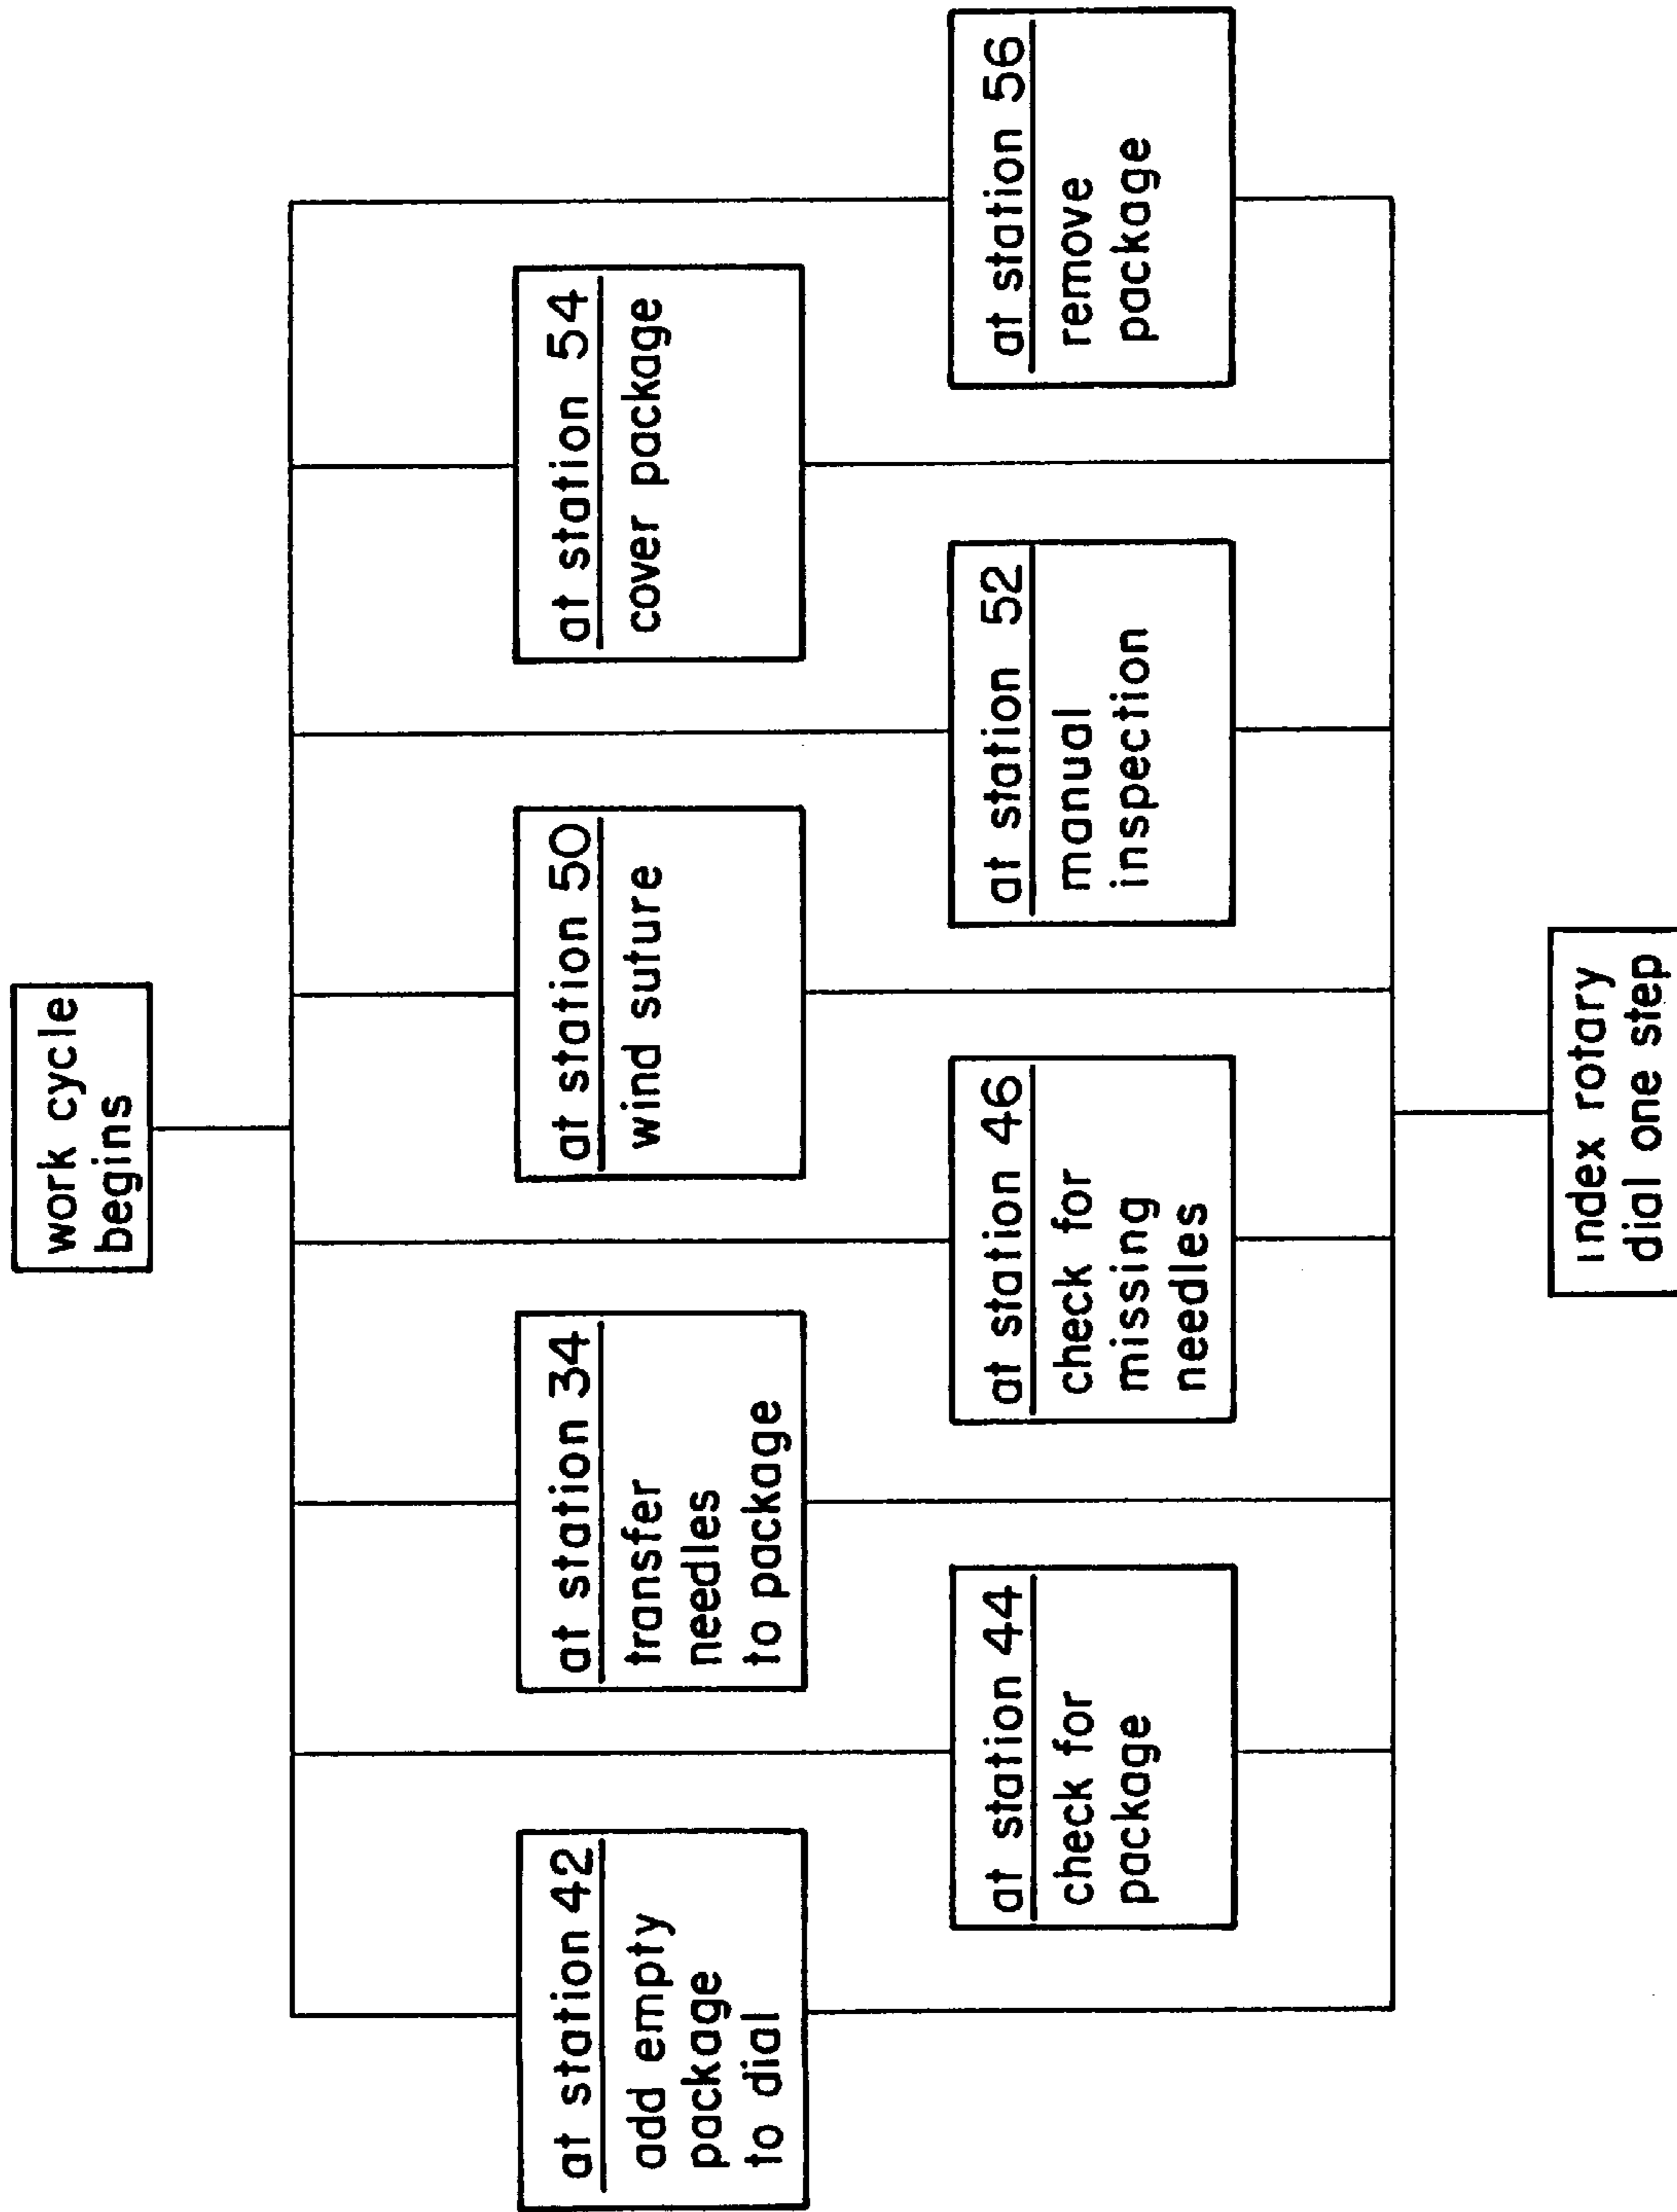 work cycle
begins
at station 42
add empty
package
to dial
at station 34
transfer
needles
to package
at station 50
wind suture
at station 54
cover package
at station 44
check for
package
at station 46
check for
missing
needles
at station 52
manual
inspection
at station 56
remove
package
index rotary
dial one step